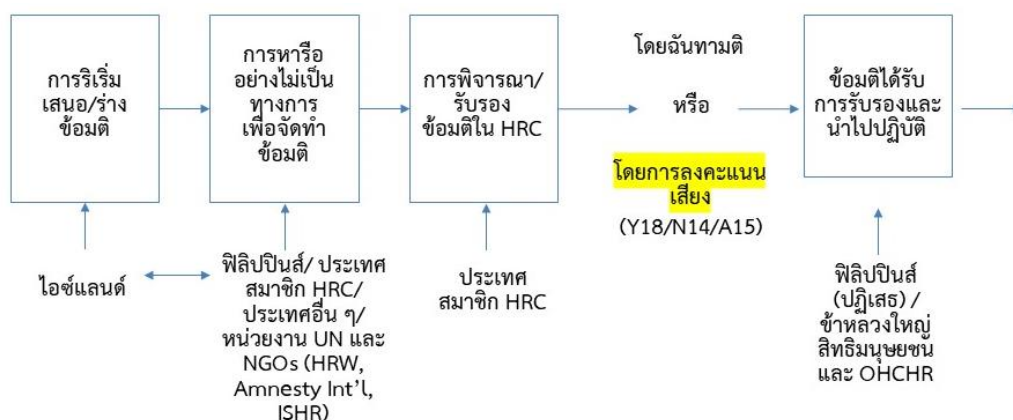 การริเริ่ม
เสนอ/ร่าง
ข้อมติ
การหารือ
อย่างไม่เป็น
ทางการ
เพื่อจัดทำ
ข้อมติ
การพิจารณา/
รับรอง
ข้อมติใน HRC
โดยฉันทามติ
หรือ
โดยการลงคะแนน
เสียง
(Y18/N14/A15)
ข้อมติได้รับ
การรับรองและ
นำไปปฏิบัติ
ไอซ์แลนด์
ฟิลิปปินส์/ ประเทศ
สมาชิก HRC/
ประเทศอื่น ๆ/
หน่วยงาน UN และ
NGOs (HRW,
Amnesty Int’l,
ISHR)
ประเทศ
สมาชิก HRC
ฟิลิปปินส์
(ปฏิเสธ) /
ข้าหลวงใหญ่
สิทธิมนุษยชน
และ OHCHR